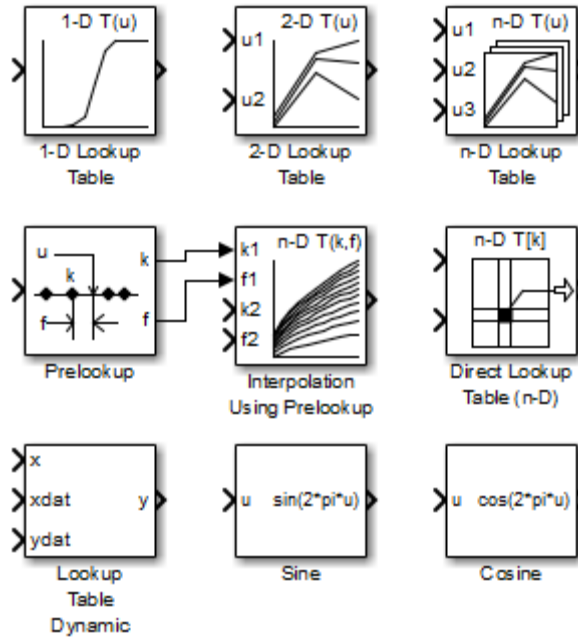 1-D T(u)
2-D T(u)
n-D T(u)
u1
u2
u1
u2
u3
1-D Lookup
Table
2-D Lookup
Table
n-D Lookup
Table
u
k
k
f
f
n-D T(k,f)
k1
f1
k2
f2
n-D T[k]
Prelookup
Interpolation
Using Prelookup
Direct Lookup
Table (n-D)
x
xdat
ydat
y
u sin(2*pi*u)
u cos(2*pi*u)
Lookup
Table
Dynamic
Sine
Cosine